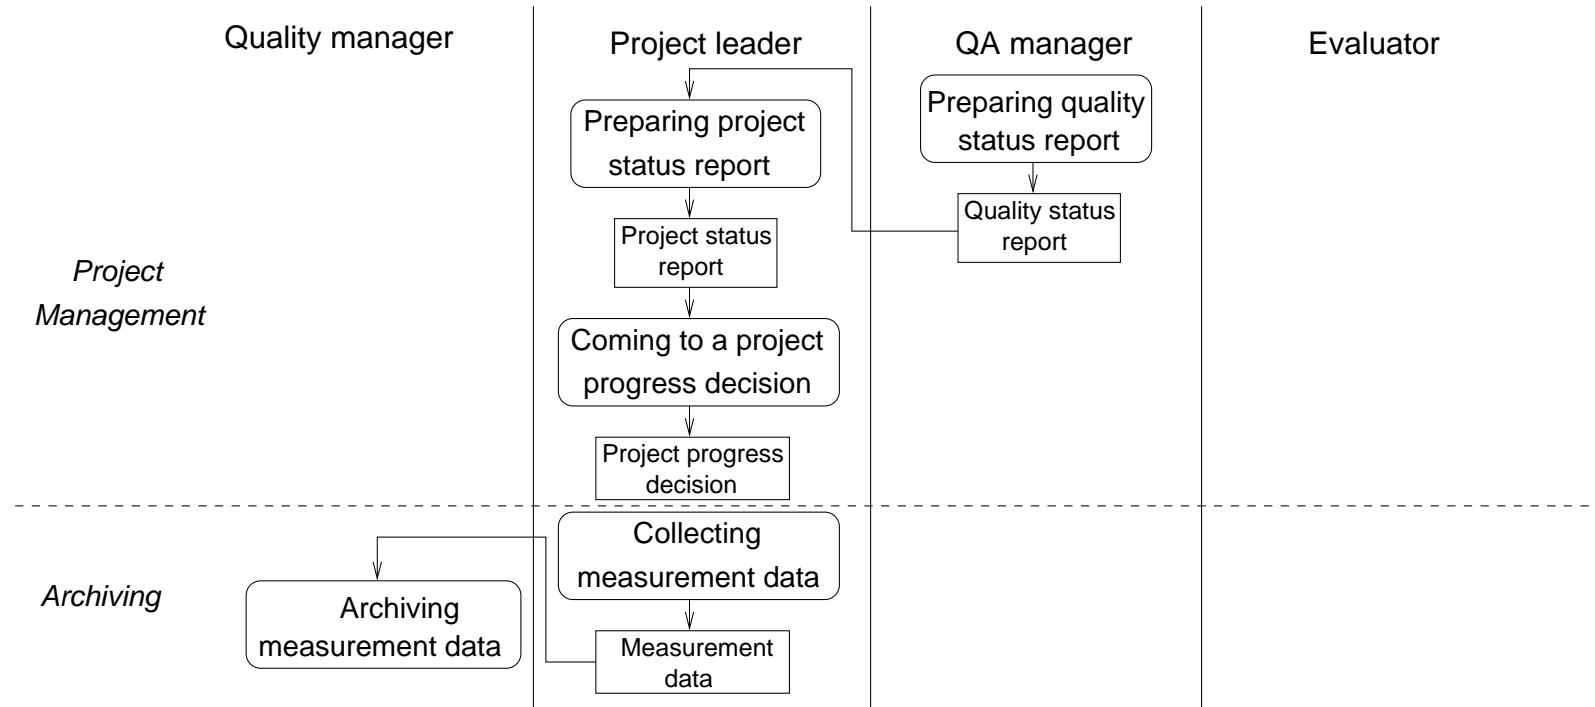 Quality manager
Project leader
QA manager
Evaluator
Preparing project
status report
Preparing quality
status report
Project status
report
Quality status
report
Project
Management
Coming to a project
progress decision
Project progress
decision
Archiving
Collecting
measurement data
Archiving
measurement data
Measurement
data